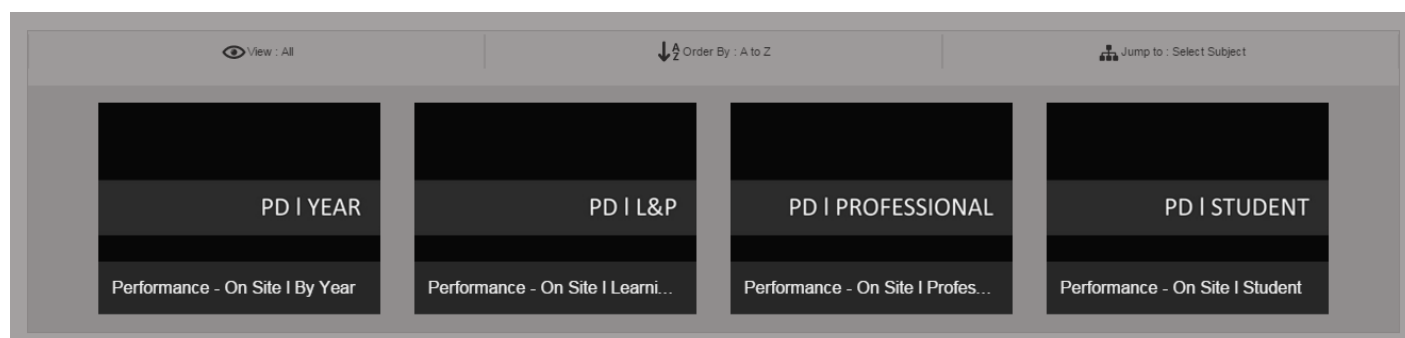 View : All
Order By : A to Z
Jump to : Select Subject
PD l YEAR
PD l L&P
PD l PROFESSIONAL
PD l STUDENT
Performance - On Site l By Year
Performance - On Site l Learni...
Performance - On Site l Profes...
Performance - On Site l Student